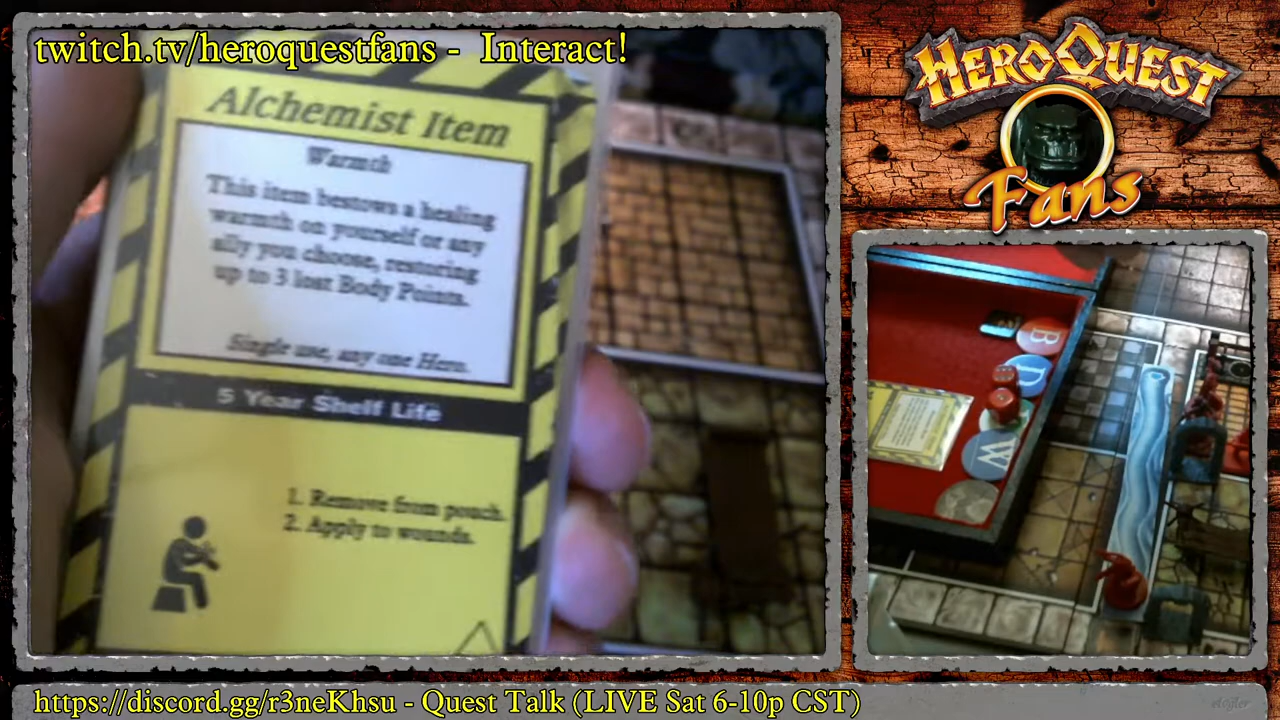 twitch.tv/heroquestfans - Interact!
HEROQUEST
Fans
Alchemist Item
Warmth
This item bestows a healing
warmth on yourself or any
ally you choose, restoring
up to 3 lost Body Points.
Single use, any one Hero.
5 Year Shelf Life
1. Remove from pouch.
2. Apply to wounds.
B
D
W
https://discord.gg/r3neKhsu - Quest Talk (LIVE Sat 6-10p CST)